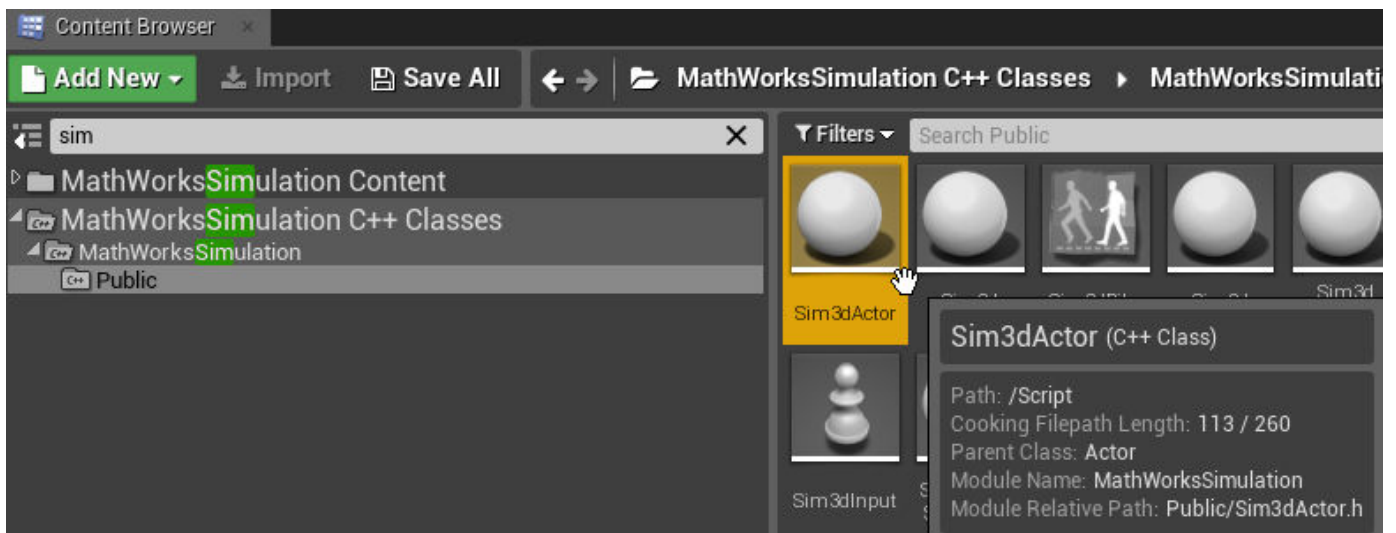 Content Browser
Add New Import Save All MathWorksSimulation C++ Classes MathWorksSimulati
sim
Filters Search Public
MathWorksSimulation Content
MathWorksSimulation C++ Classes
MathWorksSimulation
Public
Sim3dActor
Sim3d
Sim3dInput
Sim3dActor (C++ Class)
Path: /Script
Cooking Filepath Length: 113 / 260
Parent Class: Actor
Module Name: MathWorksSimulation
Module Relative Path: Public/Sim3dActor.h